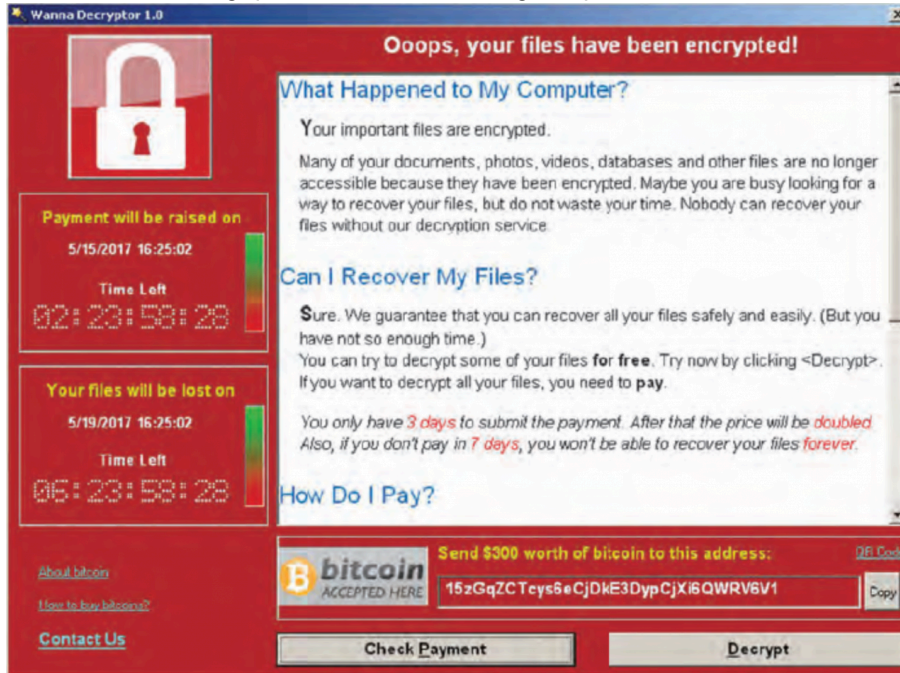 Wanna Decryptor 1.0
Ooops, your files have been encrypted!
What Happened to My Computer?
Your important files are encrypted.
Nany of your documents, photos, videos, databases and other files are no longer
accessible because they have been encrypted. Maybe you are busy looking for a
way to recover your files, but do not waste your time. Nobody can recover your
files without our decryption service.
Can I Recover My Files?
Sure. We guarantee that you can recover all your files safely and easily. (But you
have not so enough time.)
You can try to decrypt some of your files for free. Try now by clicking <Decrypt>.
If you want to decrypt all your files, you need to pay.
You only have 3 days to submit the payment. After that the price will be doubled.
Also, if you don't pay in 7 days, you won't be able to recover your files forever.
How Do I Pay?
Payment will be raised on
5/15/2017 16:25:02
Time Left
02:23:58:28
Your files will be lost on
5/19/2017 16:25:02
Time Left
06:23:58:28
About bitcoin
How to buy bitcoins?
Contact Us
bitcoin
ACCEPTED HERE
Send $300 worth of bitcoin to this address:
QR Code
15zGqZCTcys6eCjDkE3DypCjXi6QWRV6V1
Copy
Check Payment
Decrypt